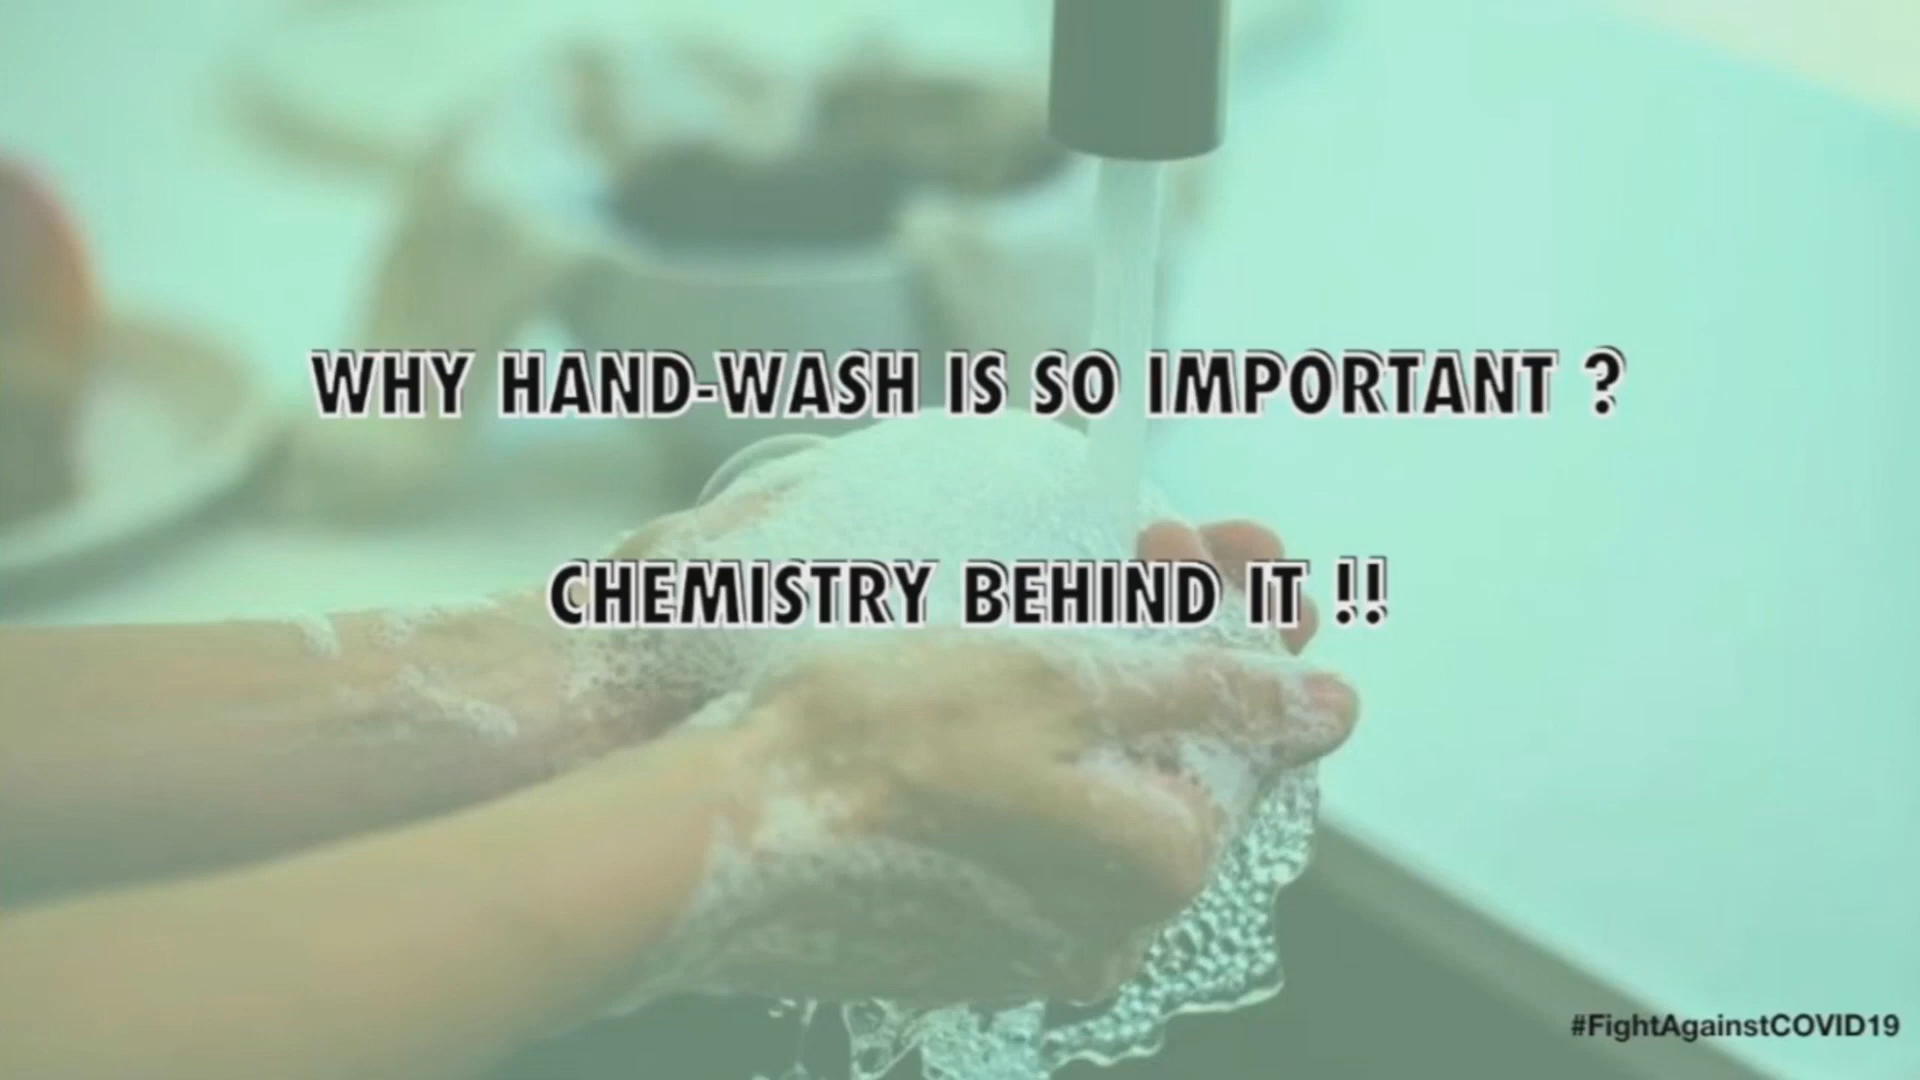 WHY HAND-WASH IS SO IMPORTANT ?
CHEMISTRY BEHIND IT !!
#FightAgainstCOVID19